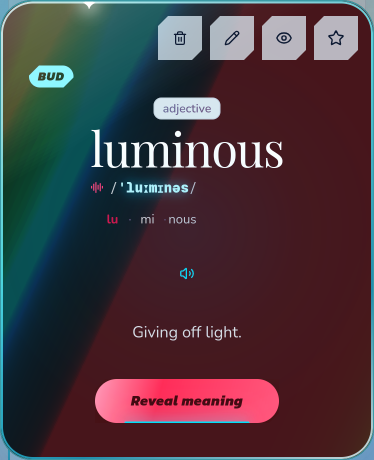 BUD
adjective
luminous
/ˈluːmɪnəs/
lu · mi · nous
Giving off light.
Reveal meaning